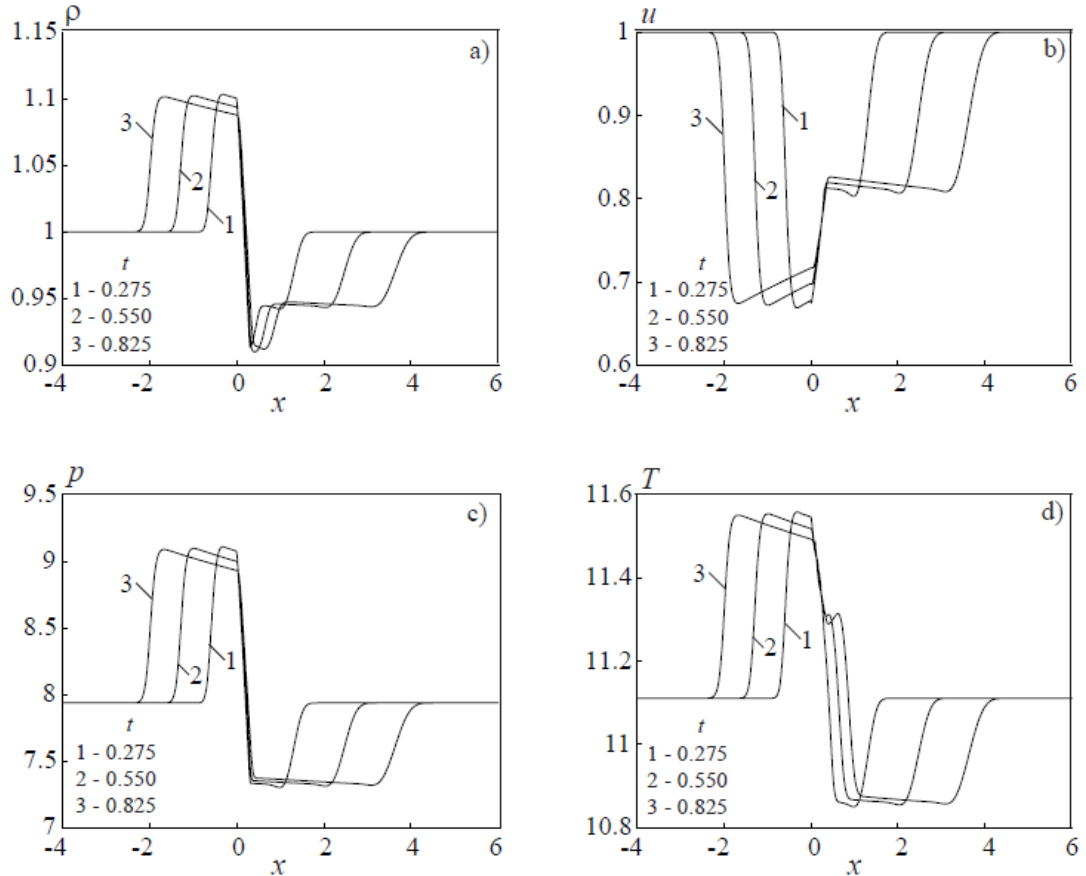 ρ
a)
1.15
1.1
1.05
1
0.95
0.9
3
2
1
t
1 - 0.275
2 - 0.550
3 - 0.825
-4 -2 0 2 4 6
x
u
b)
1
0.9
0.8
0.7
0.6
1
3
2
t
1 - 0.275
2 - 0.550
3 - 0.825
-4 -2 0 2 4 6
x
p
c)
9.5
9
8.5
8
7.5
7
3
2
1
t
1 - 0.275
2 - 0.550
3 - 0.825
-4 -2 0 2 4 6
x
T
d)
11.6
11.4
11.2
11
10.8
3
2
1
t
1 - 0.275
2 - 0.550
3 - 0.825
-4 -2 0 2 4 6
x